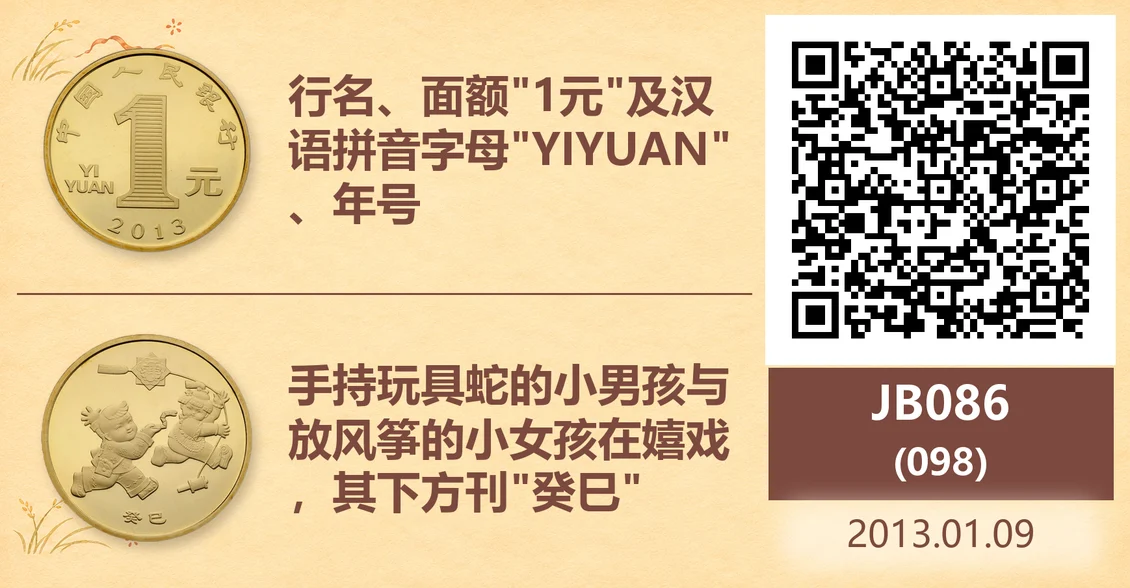 中国人民银行
1
YI
YUAN
元
2013
行名、面额"1元"及汉
语拼音字母"YIYUAN"
、年号
癸巳
手持玩具蛇的小男孩与
放风筝的小女孩在嬉戏
，其下方刊"癸巳"
JB086
(098)
2013.01.09